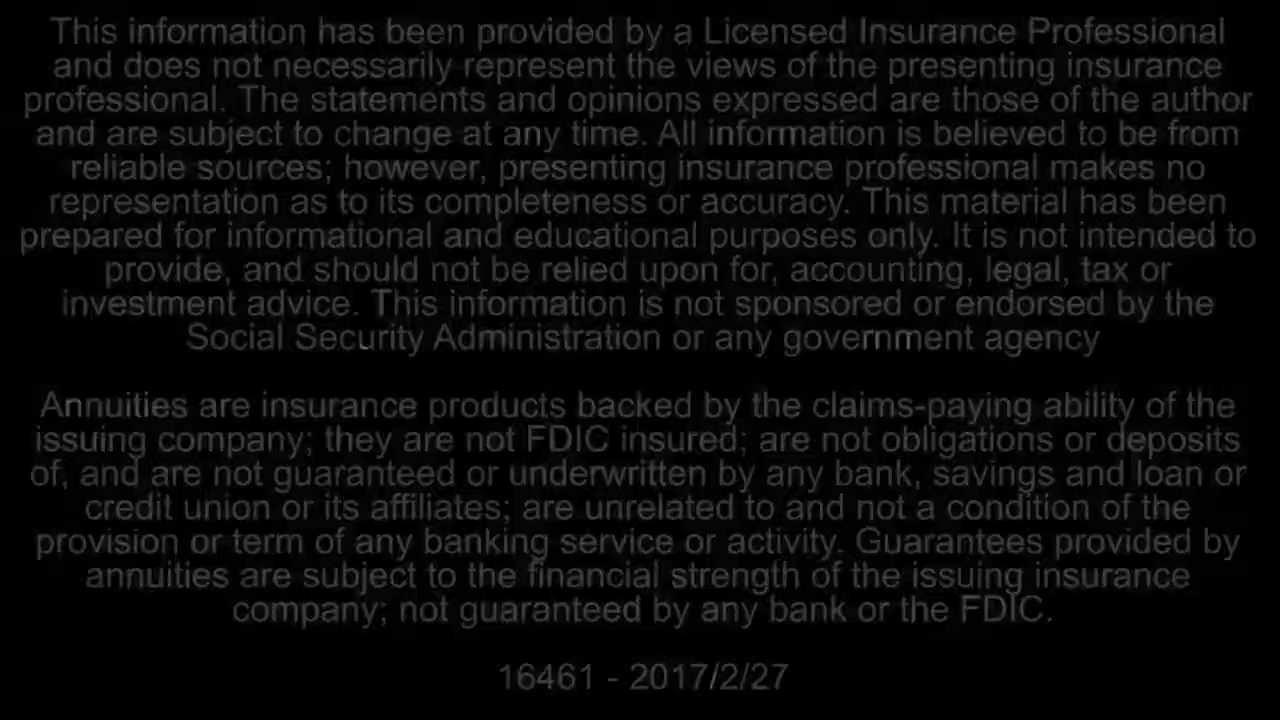 This information has been provided by a Licensed Insurance Professional
and does not necessarily represent the views of the presenting insurance
professional. The statements and opinions expressed are those of the author
and are subject to change at any time. All information is believed to be from
reliable sources; however, presenting insurance professional makes no
representation as to its completeness or accuracy. This material has been
prepared for informational and educational purposes only. It is not intended to
provide, and should not be relied upon for, accounting, legal, tax or
investment advice. This information is not sponsored or endorsed by the
Social Security Administration or any government agency
Annuities are insurance products backed by the claims-paying ability of the
issuing company; they are not FDIC insured; are not obligations or deposits
of, and are not guaranteed or underwritten by any bank, savings and loan or
credit union or its affiliates; are unrelated to and not a condition of the
provision or term of any banking service or activity. Guarantees provided by
annuities are subject to the financial strength of the issuing insurance
company; not guaranteed by any bank or the FDIC.
16461 - 2017/2/27